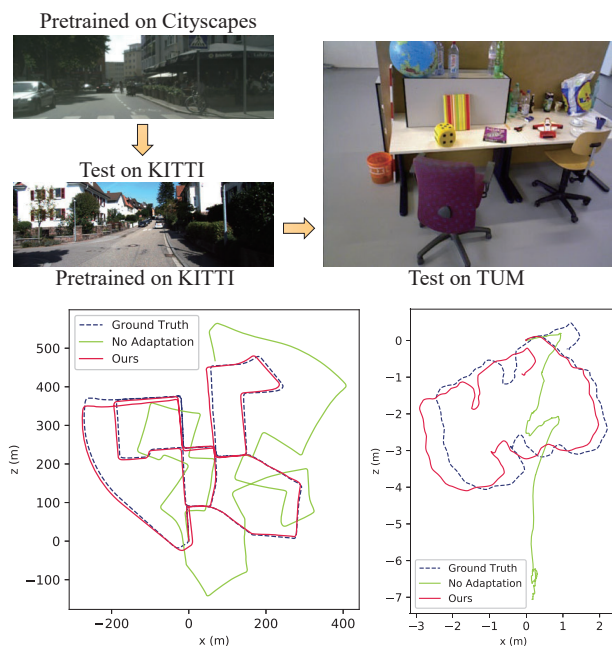 Pretrained on Cityscapes
Test on KITTI
Pretrained on KITTI
Test on TUM
Ground Truth
No Adaptation
Ours
500
400
300
200
100
0
−100
z (m)
−200
0
200
400
x (m)
0
−1
−2
−3
−4
−5
−6
−7
z (m)
Ground Truth
No Adaptation
Ours
−3
−2
−1
0
1
2
x (m)